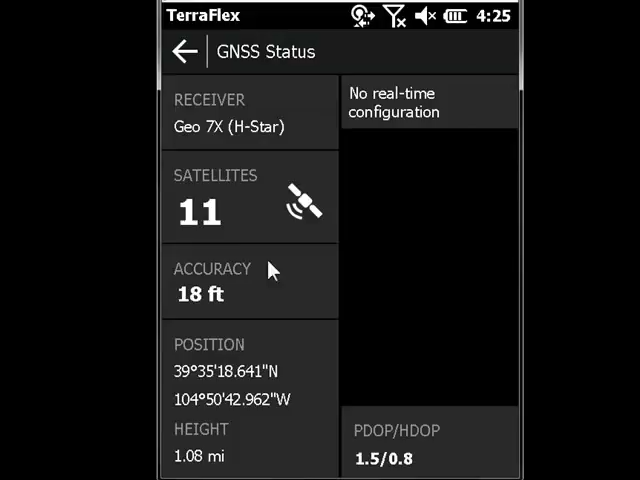 TerraFlex 4:25
GNSS Status
RECEIVER
Geo 7X (H-Star)
SATELLITES
11
ACCURACY
18 ft
POSITION
39°35'18.641"N
104°50'42.962"W
HEIGHT
1.08 mi
No real-time
configuration
PDOP/HDOP
1.5/0.8